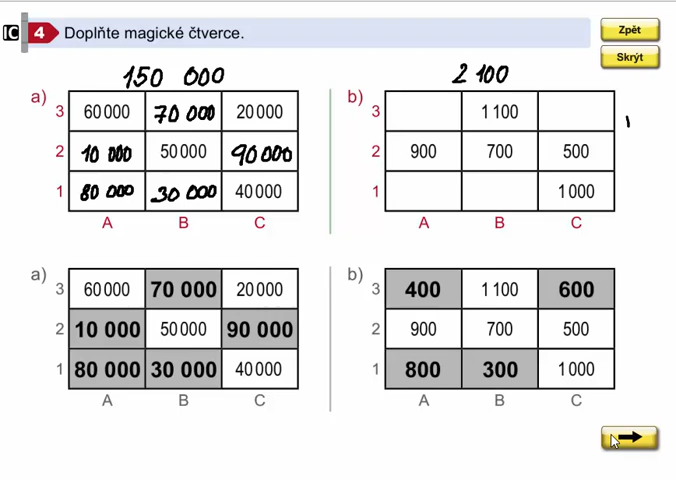 4 Doplňte magické čtverce.
Zpět
Skrýt
150 000
2 100
a)
3 60 000 70 000 20 000
2 10 000 50 000 90 000
1 80 000 30 000 40 000
A B C
b)
3 1 100
2 900 700 500
1 1 000
A B C
a)
3 60 000 70 000 20 000
2 10 000 50 000 90 000
1 80 000 30 000 40 000
A B C
b)
3 400 1 100 600
2 900 700 500
1 800 300 1 000
A B C